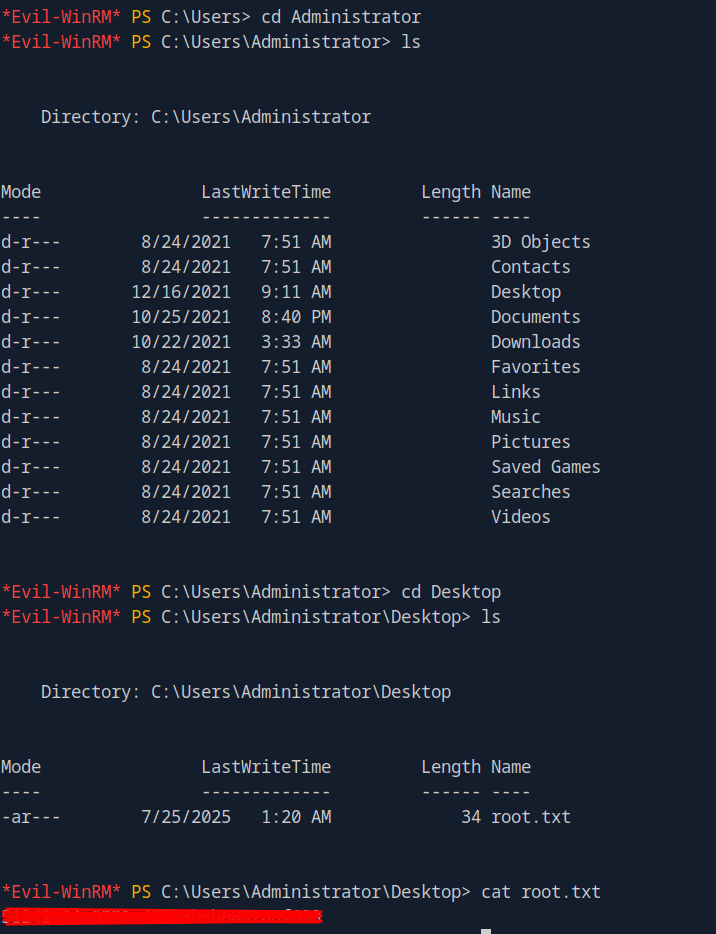 *Evil-WinRM* PS C:\Users> cd Administrator
*Evil-WinRM* PS C:\Users\Administrator> ls
Directory: C:\Users\Administrator
Mode LastWriteTime Length Name
---- ------------- ------ ----
d-r--- 8/24/2021 7:51 AM 3D Objects
d-r--- 8/24/2021 7:51 AM Contacts
d-r--- 12/16/2021 9:11 AM Desktop
d-r--- 10/25/2021 8:40 PM Documents
d-r--- 10/22/2021 3:33 AM Downloads
d-r--- 8/24/2021 7:51 AM Favorites
d-r--- 8/24/2021 7:51 AM Links
d-r--- 8/24/2021 7:51 AM Music
d-r--- 8/24/2021 7:51 AM Pictures
d-r--- 8/24/2021 7:51 AM Saved Games
d-r--- 8/24/2021 7:51 AM Searches
d-r--- 8/24/2021 7:51 AM Videos
*Evil-WinRM* PS C:\Users\Administrator> cd Desktop
*Evil-WinRM* PS C:\Users\Administrator\Desktop> ls
Directory: C:\Users\Administrator\Desktop
Mode LastWriteTime Length Name
---- ------------- ------ ----
-ar--- 7/25/2025 1:20 AM 34 root.txt
*Evil-WinRM* PS C:\Users\Administrator\Desktop> cat root.txt